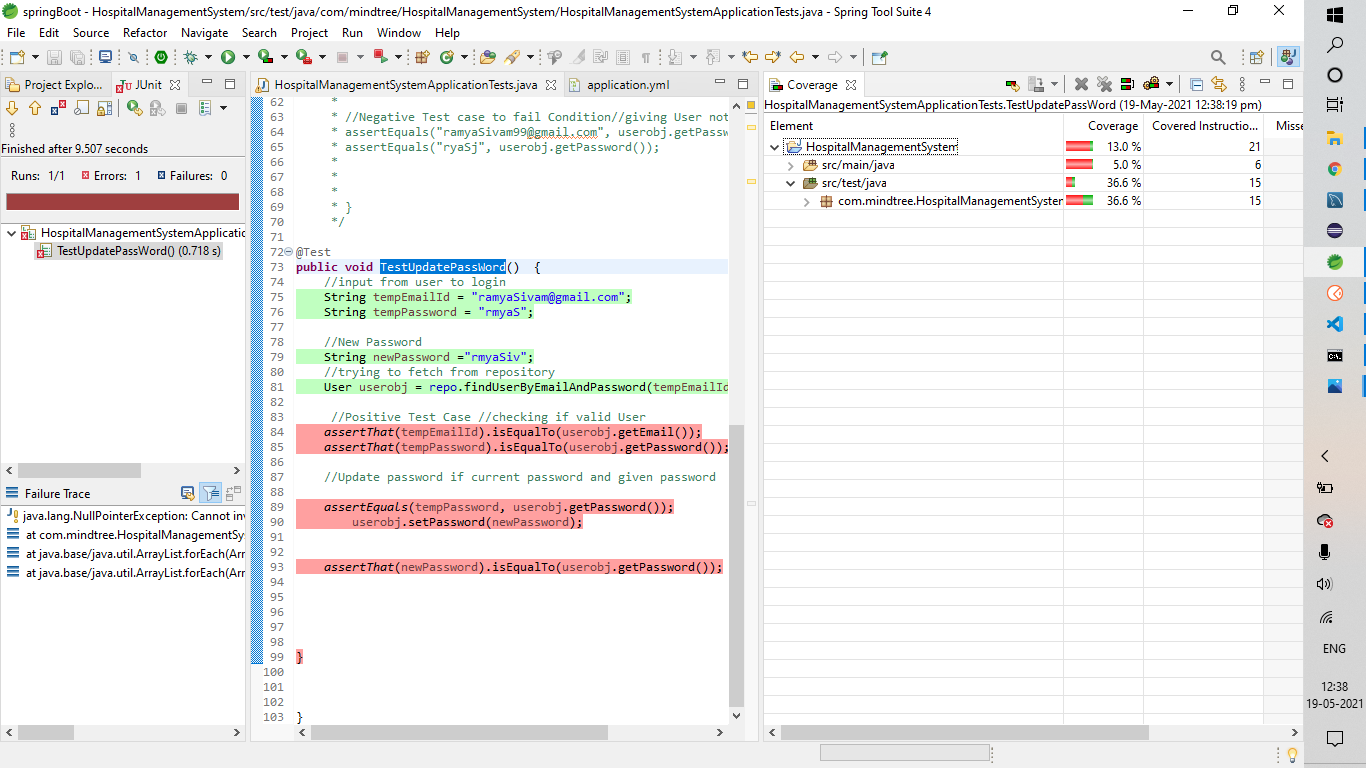 springBoot - HospitalManagementSystem/src/test/java/com/mindtree/HospitalManagementSystem/HospitalManagementSystemApplicationTests.java - Spring Tool Suite 4
File Edit Source Refactor Navigate Search Project Run Window Help
Project Explo... JUnit
Finished after 9.507 seconds
Runs: 1/1 Errors: 1 Failures: 0
HospitalManagementSystemApplicatio
TestUpdatePassWord() (0.718 s)
Failure Trace
java.lang.NullPointerException: Cannot inv
at com.mindtree.HospitalManagementSy
at java.base/java.util.ArrayList.forEach(Arr
at java.base/java.util.ArrayList.forEach(Arr
HospitalManagementSystemApplicationTests.java application.yml
62 *
63 * //Negative Test case to fail Condition//giving User not
64 * assertEquals("ramyaSivam99@gmail.com", userobj.getPassw
65 * assertEquals("ryaSj", userobj.getPassword());
66 *
67 *
68 *
69 * }
70 */
71
72 @Test
73 public void TestUpdatePassWord() {
74 //input from user to login
75 String tempEmailId = "ramyaSivam@gmail.com";
76 String tempPassword = "rmyaS";
77
78 //New Password
79 String newPassword ="rmyaSiv";
80 //trying to fetch from repository
81 User userobj = repo.findUserByEmailAndPassword(tempEmailId
82
83 //Positive Test Case //checking if valid User
84 assertThat(tempEmailId).isEqualTo(userobj.getEmail());
85 assertThat(tempPassword).isEqualTo(userobj.getPassword());
86
87 //Update password if current password and given password
88
89 assertEquals(tempPassword, userobj.getPassword());
90 userobj.setPassword(newPassword);
91
92
93 assertThat(newPassword).isEqualTo(userobj.getPassword());
94
95
96
97
98
99 }
100
101
102
103 }
Coverage
HospitalManagementSystemApplicationTests.TestUpdatePassWord (19-May-2021 12:38:19 pm)
Element Coverage Covered Instructio... Misse
HospitalManagementSystem 13.0 % 21
src/main/java 5.0 % 6
src/test/java 36.6 % 15
com.mindtree.HospitalManagementSystem 36.6 % 15
ENG
12:38
19-05-2021